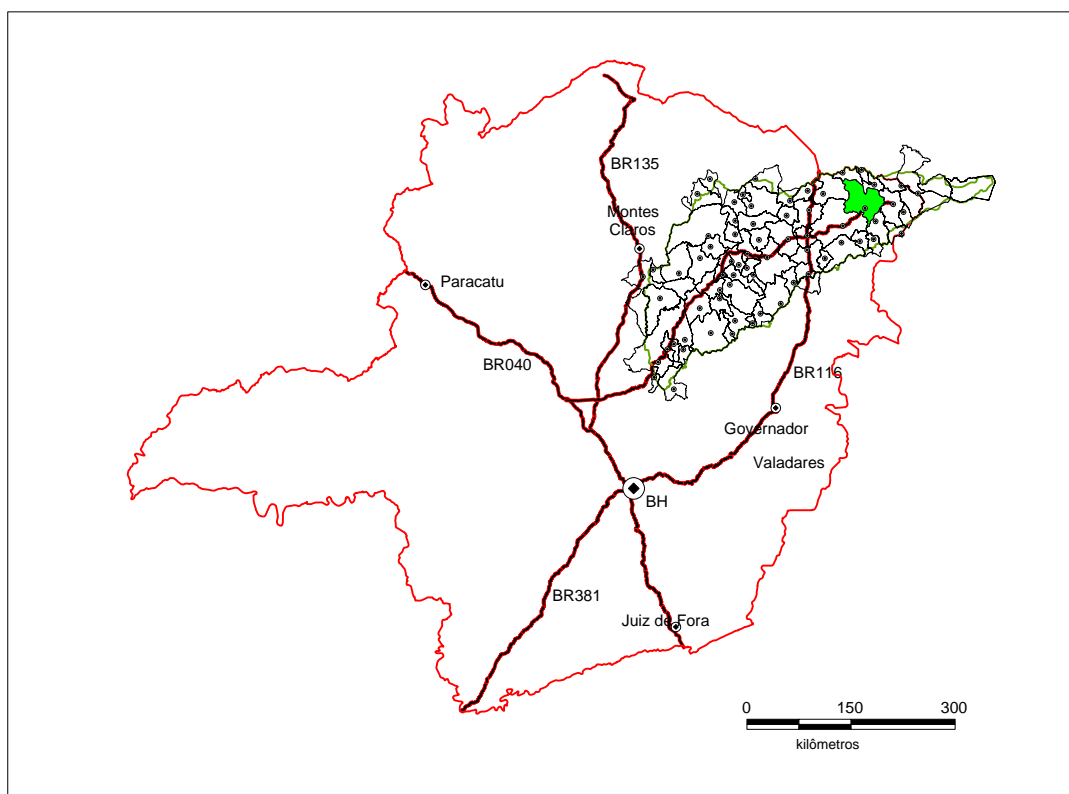 BR135
Montes
Claros
Paracatu
BR040
BR116
Governador
Valadares
BH
BR381
Juiz de Fora
0 150 300
kilômetros